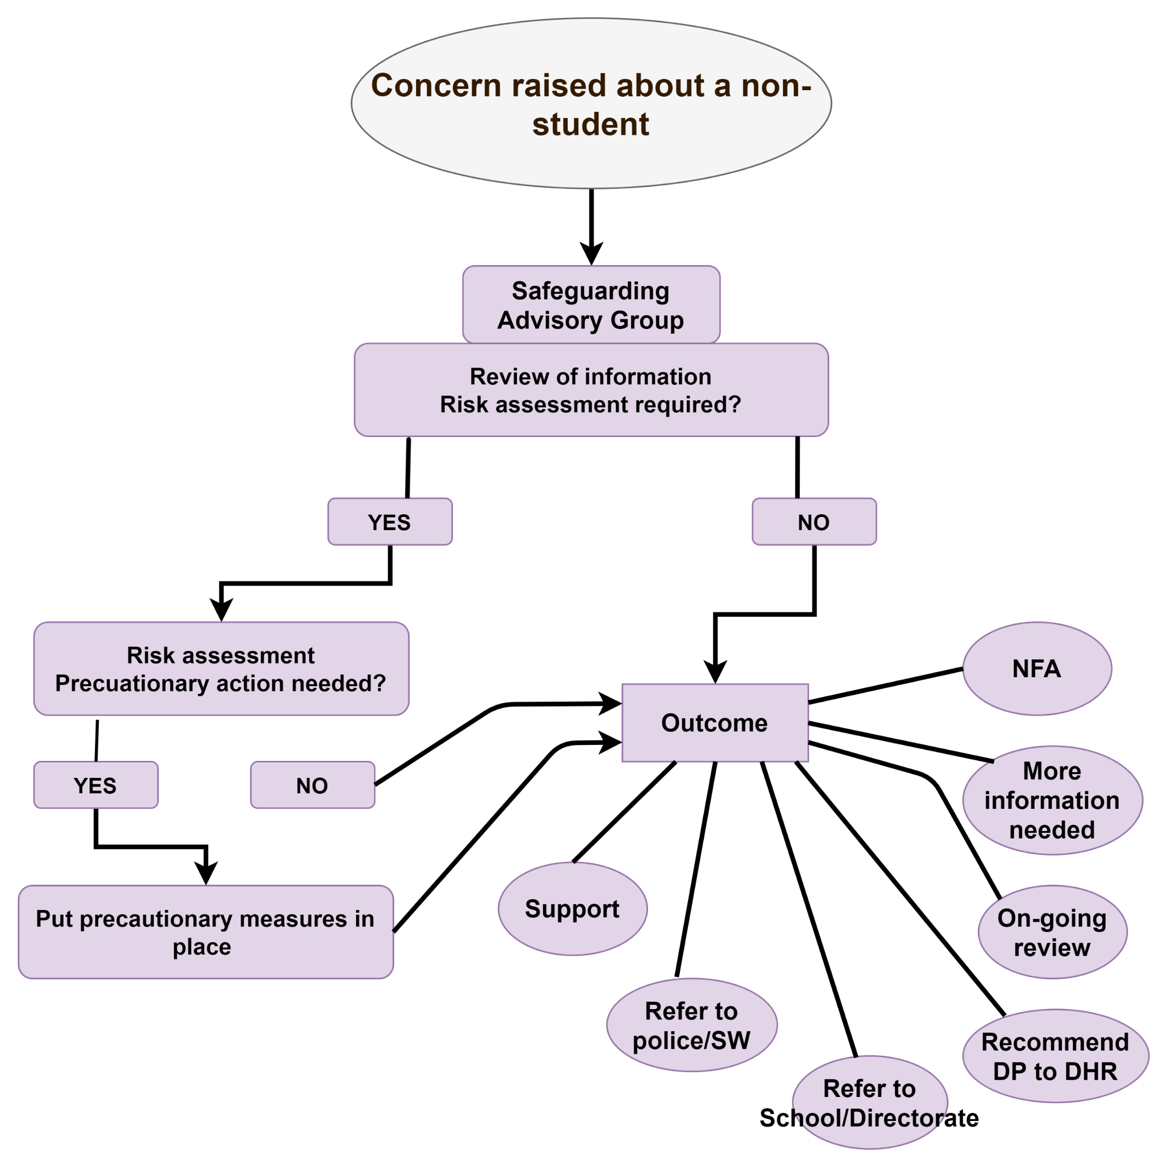 Concern raised about a non-
student
Safeguarding
Advisory Group
Review of information
Risk assessment required?
YES
NO
Risk assessment
Precuationary action needed?
YES
NO
Put precautionary measures in
place
Outcome
NFA
More
information
needed
On-going
review
Recommend
DP to DHR
Refer to
School/Directorate
Refer to
police/SW
Support